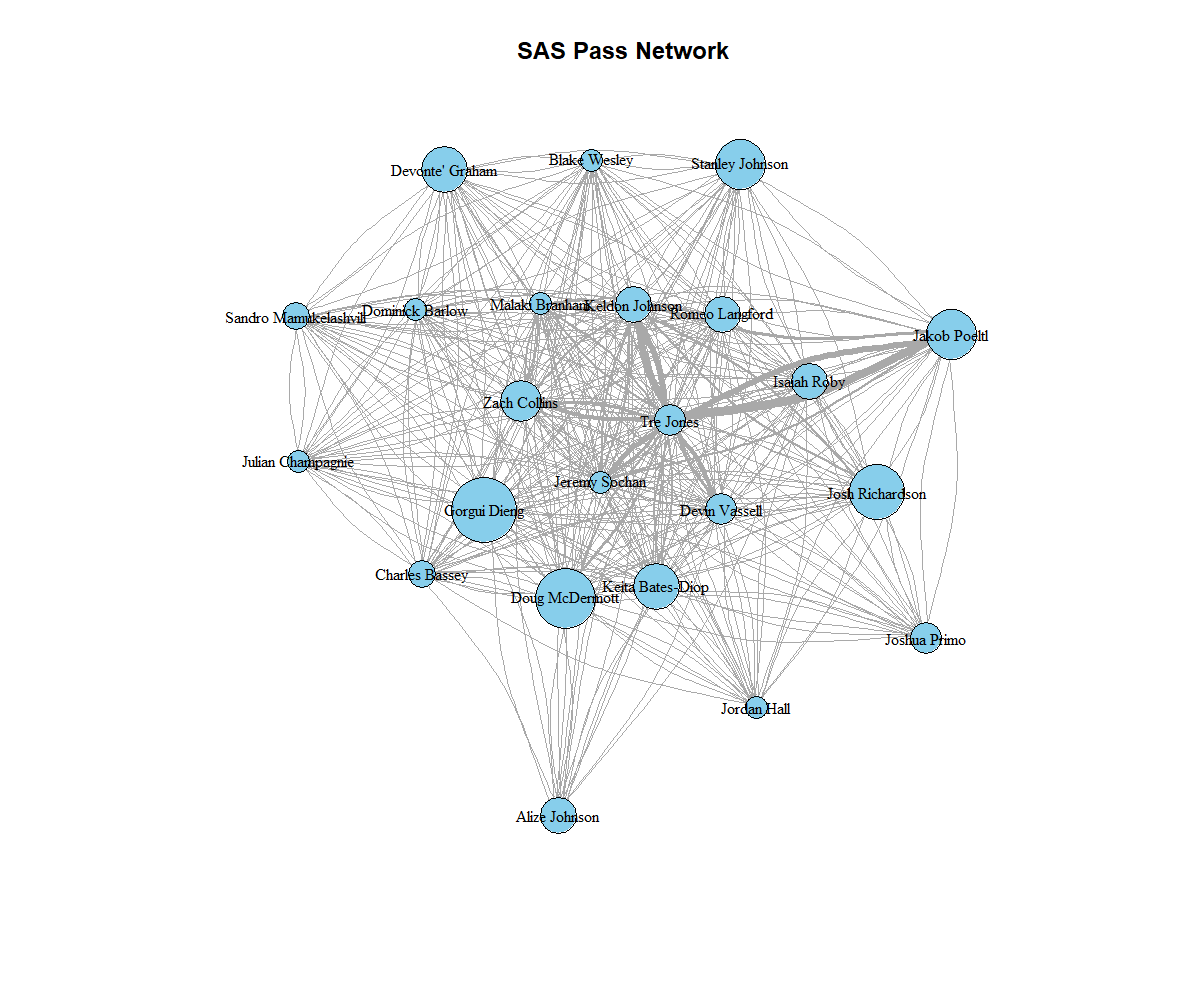 SAS Pass Network
Devonte' Graham
Blake Wesley
Stanley Johnson
Sandro Mamukelashvili
Dominick Barlow
Malaki Branham
Keldon Johnson
Romeo Langford
Jakob Poeltl
Isaiah Roby
Zach Collins
Tre Jones
Julian Champagnie
Jeremy Sochan
Josh Richardson
Gorgui Dieng
Devin Vassell
Charles Bassey
Doug McDermott
Keita Bates-Diop
Joshua Primo
Jordan Hall
Alize Johnson